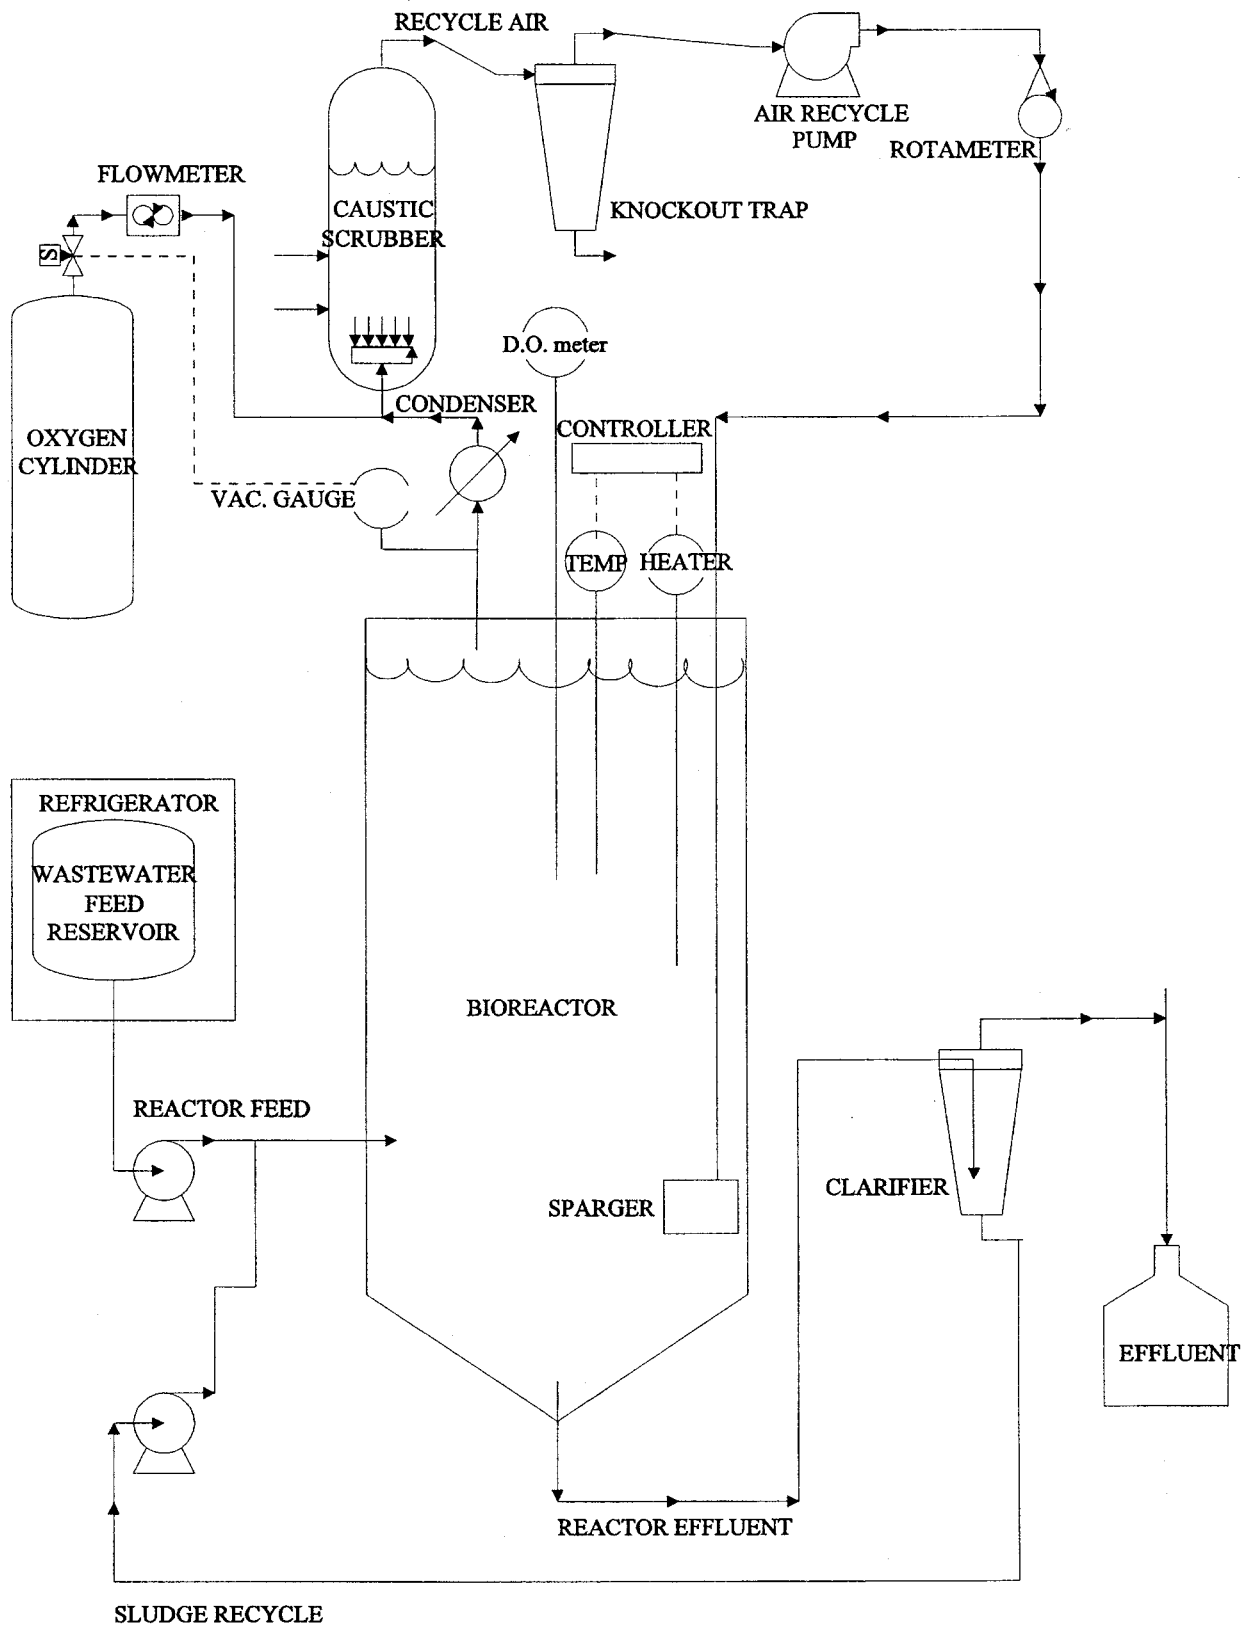 RECYCLE AIR
AIR RECYCLE
PUMP
ROTAMETER
FLOWMETER
KNOCKOUT TRAP
CAUSTIC
SCRUBBER
S
D.O. meter
CONDENSER
CONTROLLER
OXYGEN
CYLINDER
VAC. GAUGE
TEMP
HEATER
REFRIGERATOR
WASTEWATER
FEED
RESERVOIR
BIOREACTOR
REACTOR FEED
CLARIFIER
SPARGER
EFFLUENT
REACTOR EFFLUENT
SLUDGE RECYCLE